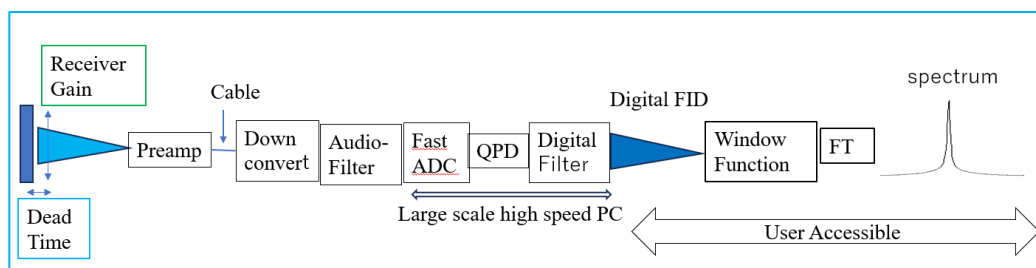 Receiver
Gain
Cable
Preamp
Down
convert
Audio-
Filter
Fast
ADC
QPD
Digital
Filter
Digital FID
Window
Function
FT
spectrum
Dead
Time
Large scale high speed PC
User Accessible